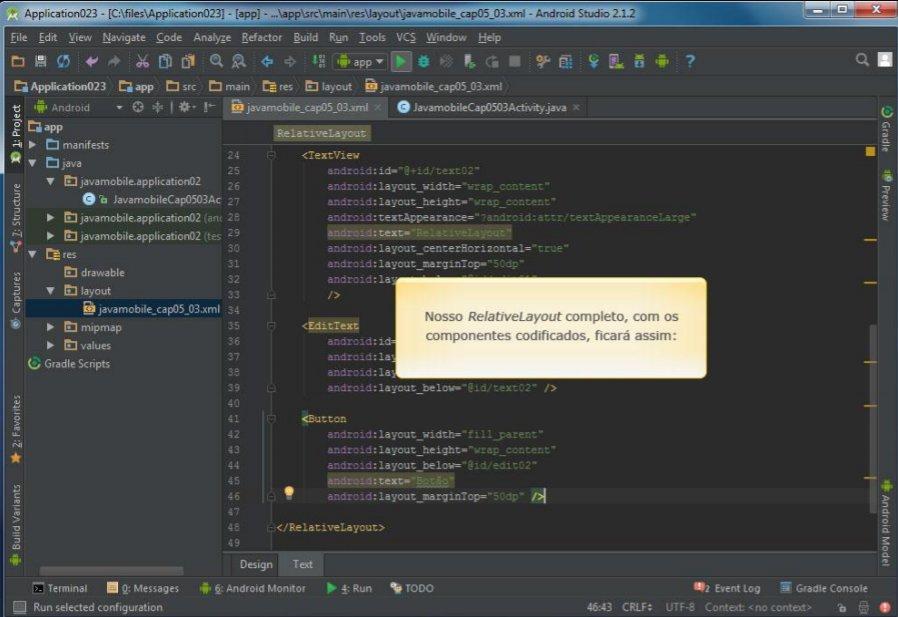 Application023 - [C:\files\Application023] - [app] - ...\app\src\main\res\layout\javamobile_cap05_03.xml - Android Studio 2.1.2
File Edit View Navigate Code Analyze Refactor Build Run Tools VCS Window Help
app
Application023 app src main res layout javamobile_cap05_03.xml
Android
javamobile_cap05_03.xml
JavamobileCap0503Activity.java
1: Project
7: Structure
Captures
2: Favorites
Build Variants
app
manifests
java
javamobile.application02
JavamobileCap0503Ac
javamobile.application02 (and
javamobile.application02 (tes
res
drawable
layout
javamobile_cap05_03.xml
mipmap
values
Gradle Scripts
RelativeLayout
24 <TextView
25 android:id="@+id/text02"
26 android:layout_width="wrap_content"
27 android:layout_height="wrap_content"
28 android:textAppearance="?android:attr/textAppearanceLarge"
29 android:text="RelativeLayout"
30 android:layout_centerHorizontal="true"
31 android:layout_marginTop="50dp"
32 android:lay
33 />
34
35 <EditText
36 android:id=
37 android:lay
38 android:lay
39 android:layout_below="@id/text02" />
40
41 <Button
42 android:layout_width="fill_parent"
43 android:layout_height="wrap_content"
44 android:layout_below="@id/edit02"
45 android:text="Botão"
46 android:layout_marginTop="50dp" />
47
48 </RelativeLayout>
49
Nosso RelativeLayout completo, com os
componentes codificados, ficará assim:
Gradle
Preview
Android Model
Design Text
Terminal 0: Messages 6: Android Monitor 4: Run TODO
2 Event Log Gradle Console
Run selected configuration
46:43 CRLF UTF-8 Context: <no context>